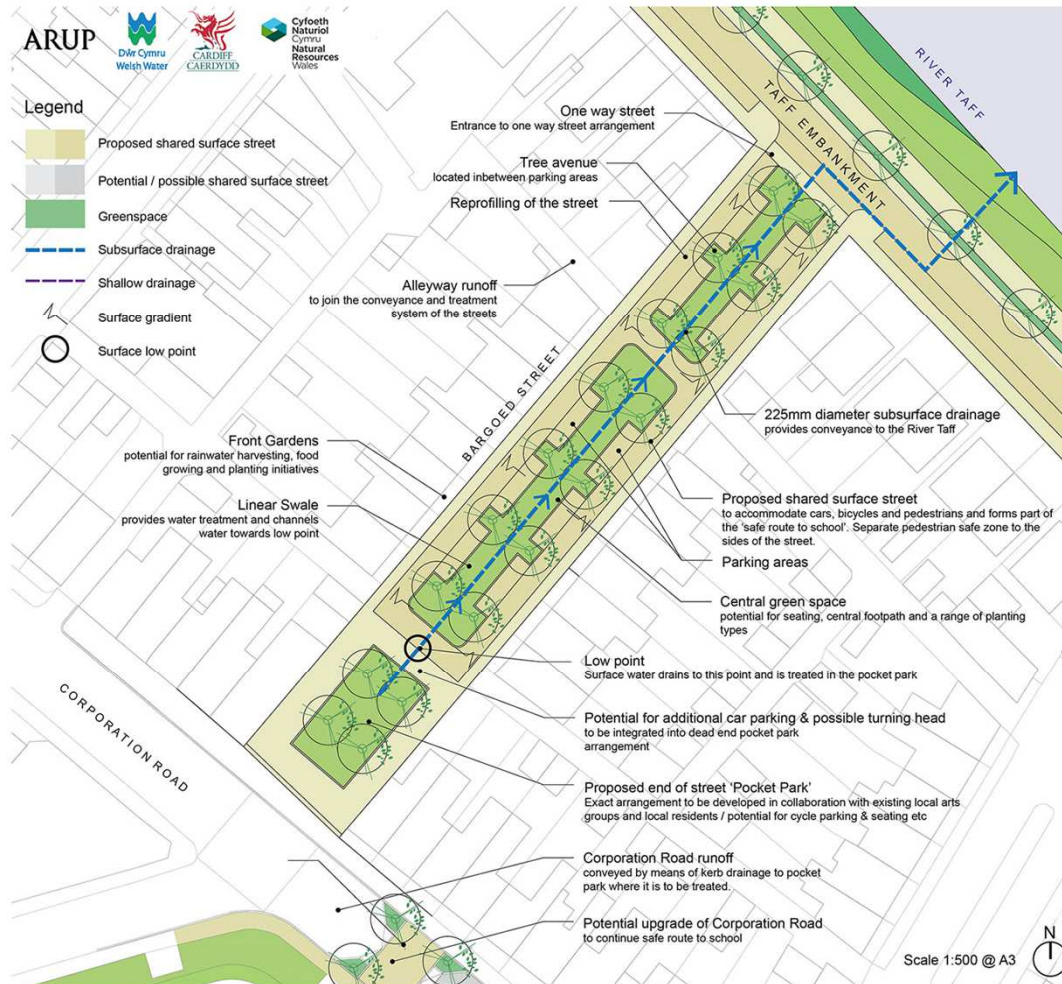 ARUP
Dŵr Cymru
Welsh Water
CARDIFF
CAERDYDD
Cyfoeth
Naturiol
Cymru
Natural
Resources
Wales
Legend
Proposed shared surface street
Potential / possible shared surface street
Greenspace
Subsurface drainage
Shallow drainage
Surface gradient
Surface low point
RIVER TAFF
TAFF EMBANKMENT
One way street
Entrance to one way street arrangement
Tree avenue
located inbetween parking areas
Reprofilling of the street
Alleyway runoff
to join the conveyance and treatment
system of the streets
BARGOED STREET
225mm diameter subsurface drainage
provides conveyance to the River Taff
Front Gardens
potential for rainwater harvesting, food
growing and planting initiatives
Linear Swale
provides water treatment and channels
water towards low point
Proposed shared surface street
to accommodate cars, bicycles and pedestrians and forms part of
the 'safe route to school'. Separate pedestrian safe zone to the
sides of the street.
Parking areas
Central green space
potential for seating, central footpath and a range of planting
types
Low point
Surface water drains to this point and is treated in the pocket park
CORPORATION ROAD
Potential for additional car parking & possible turning head
to be integrated into dead end pocket park
arrangement
Proposed end of street 'Pocket Park'
Exact arrangement to be developed in collaboration with existing local arts
groups and local residents / potential for cycle parking & seating etc
Corporation Road runoff
conveyed by means of kerb drainage to pocket
park where it is to be treated.
Potential upgrade of Corporation Road
to continue safe route to school
Scale 1:500 @ A3
N